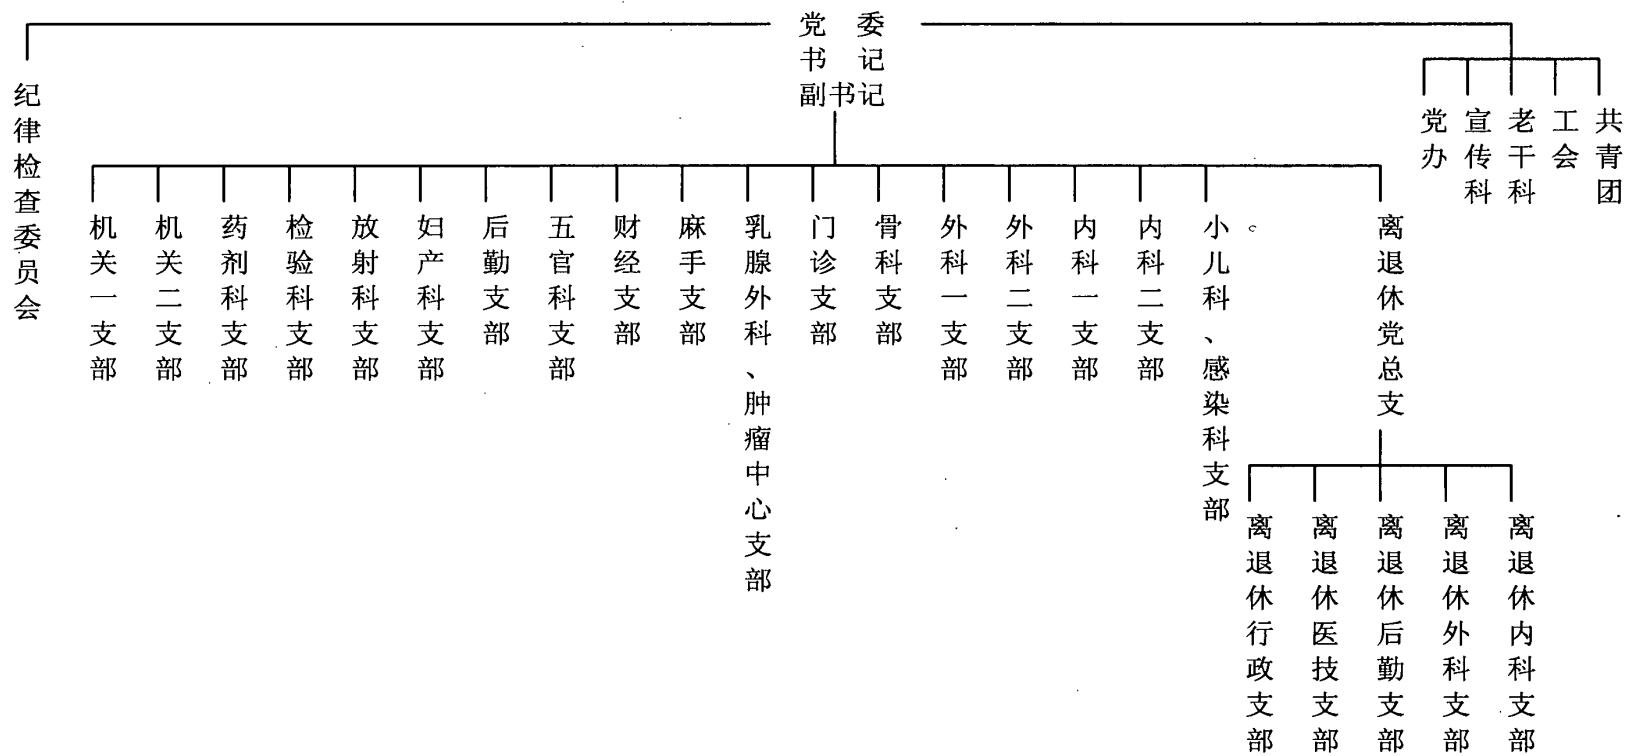 党委
书记
副书记
纪律检查委员会
党办
宣传科
老干科
工会
共青团
机关一支部
机关二支部
药剂科支部
检验科支部
放射科支部
妇产科支部
后勤支部
五官科支部
财经支部
麻手支部
乳腺外科、肿瘤中心支部
门诊支部
骨科支部
外科一支部
外科二支部
内科一支部
内科二支部
小儿科、感染科支部
离退休党总支
离退休行政支部
离退休医技支部
离退休后勤支部
离退休外科支部
离退休内科支部